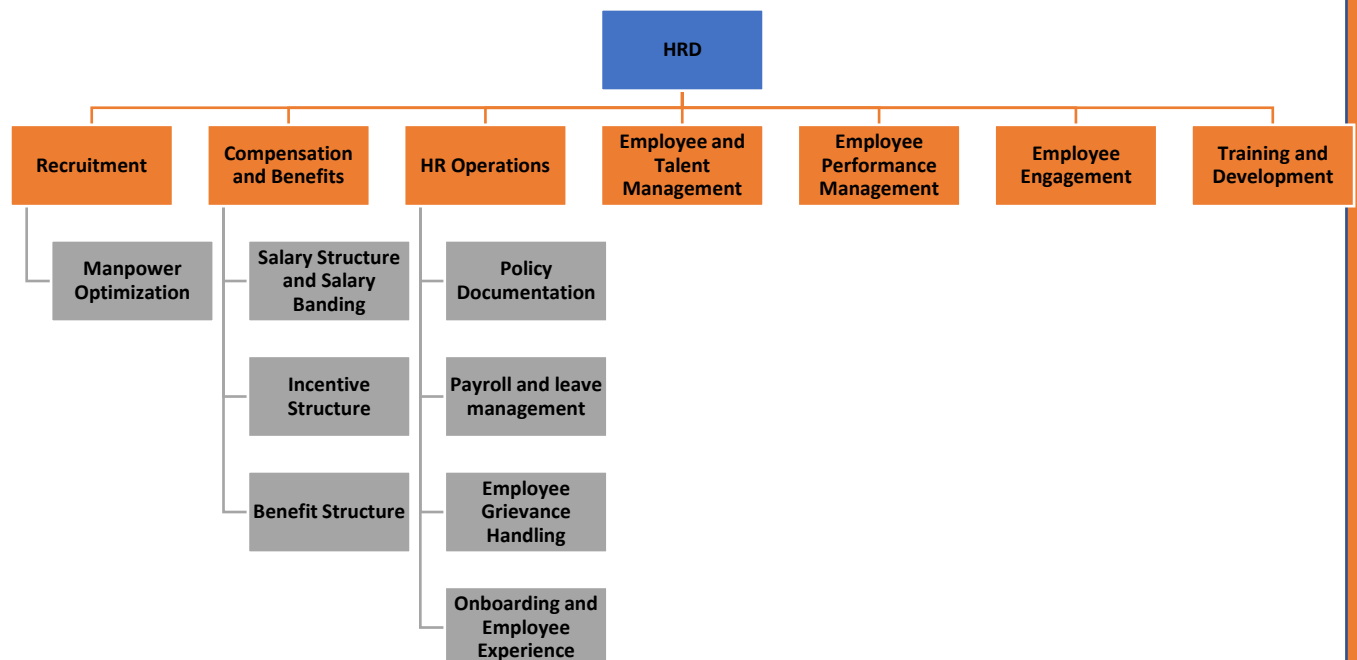 HRD
Recruitment
Compensation
and Benefits
HR Operations
Employee and
Talent
Management
Employee
Performance
Management
Employee
Engagement
Training and
Development
Manpower
Optimization
Salary Structure
and Salary
Banding
Policy
Documentation
Incentive
Structure
Payroll and leave
management
Benefit Structure
Employee
Grievance
Handling
Onboarding and
Employee
Experience